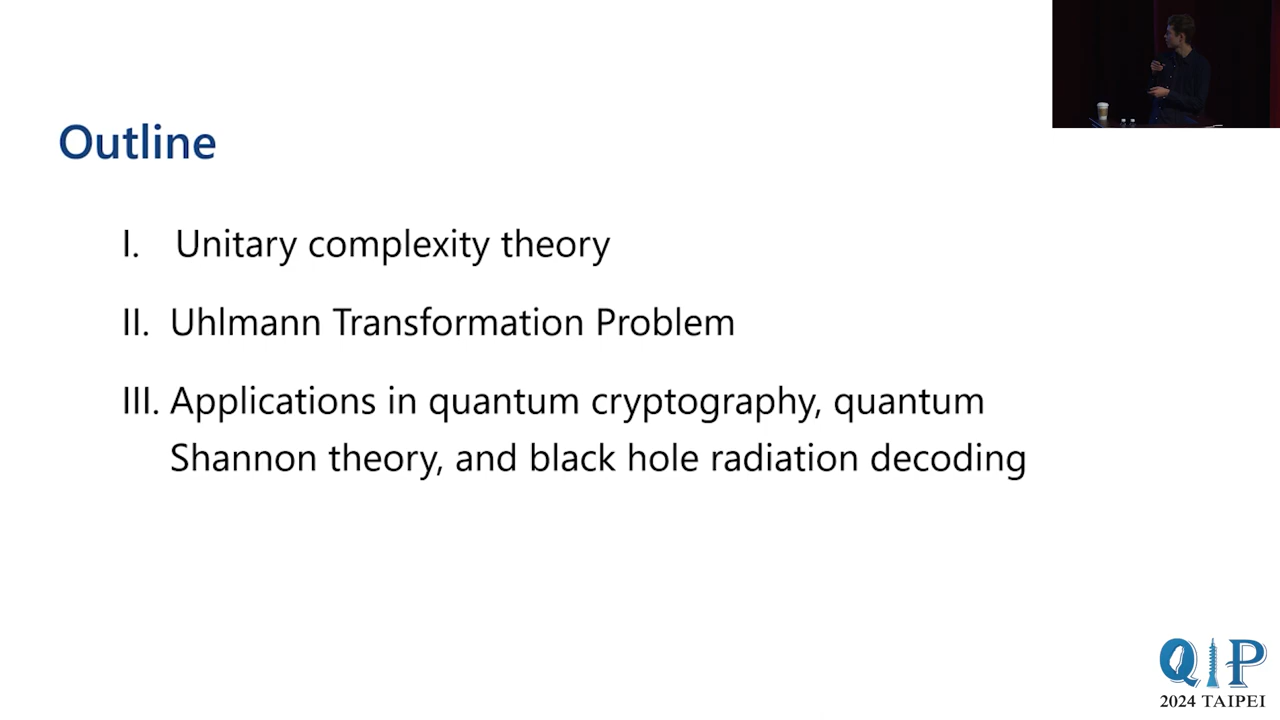 Outline
I. Unitary complexity theory
II. Uhlmann Transformation Problem
III. Applications in quantum cryptography, quantum
Shannon theory, and black hole radiation decoding
QIP
2024 TAIPEI